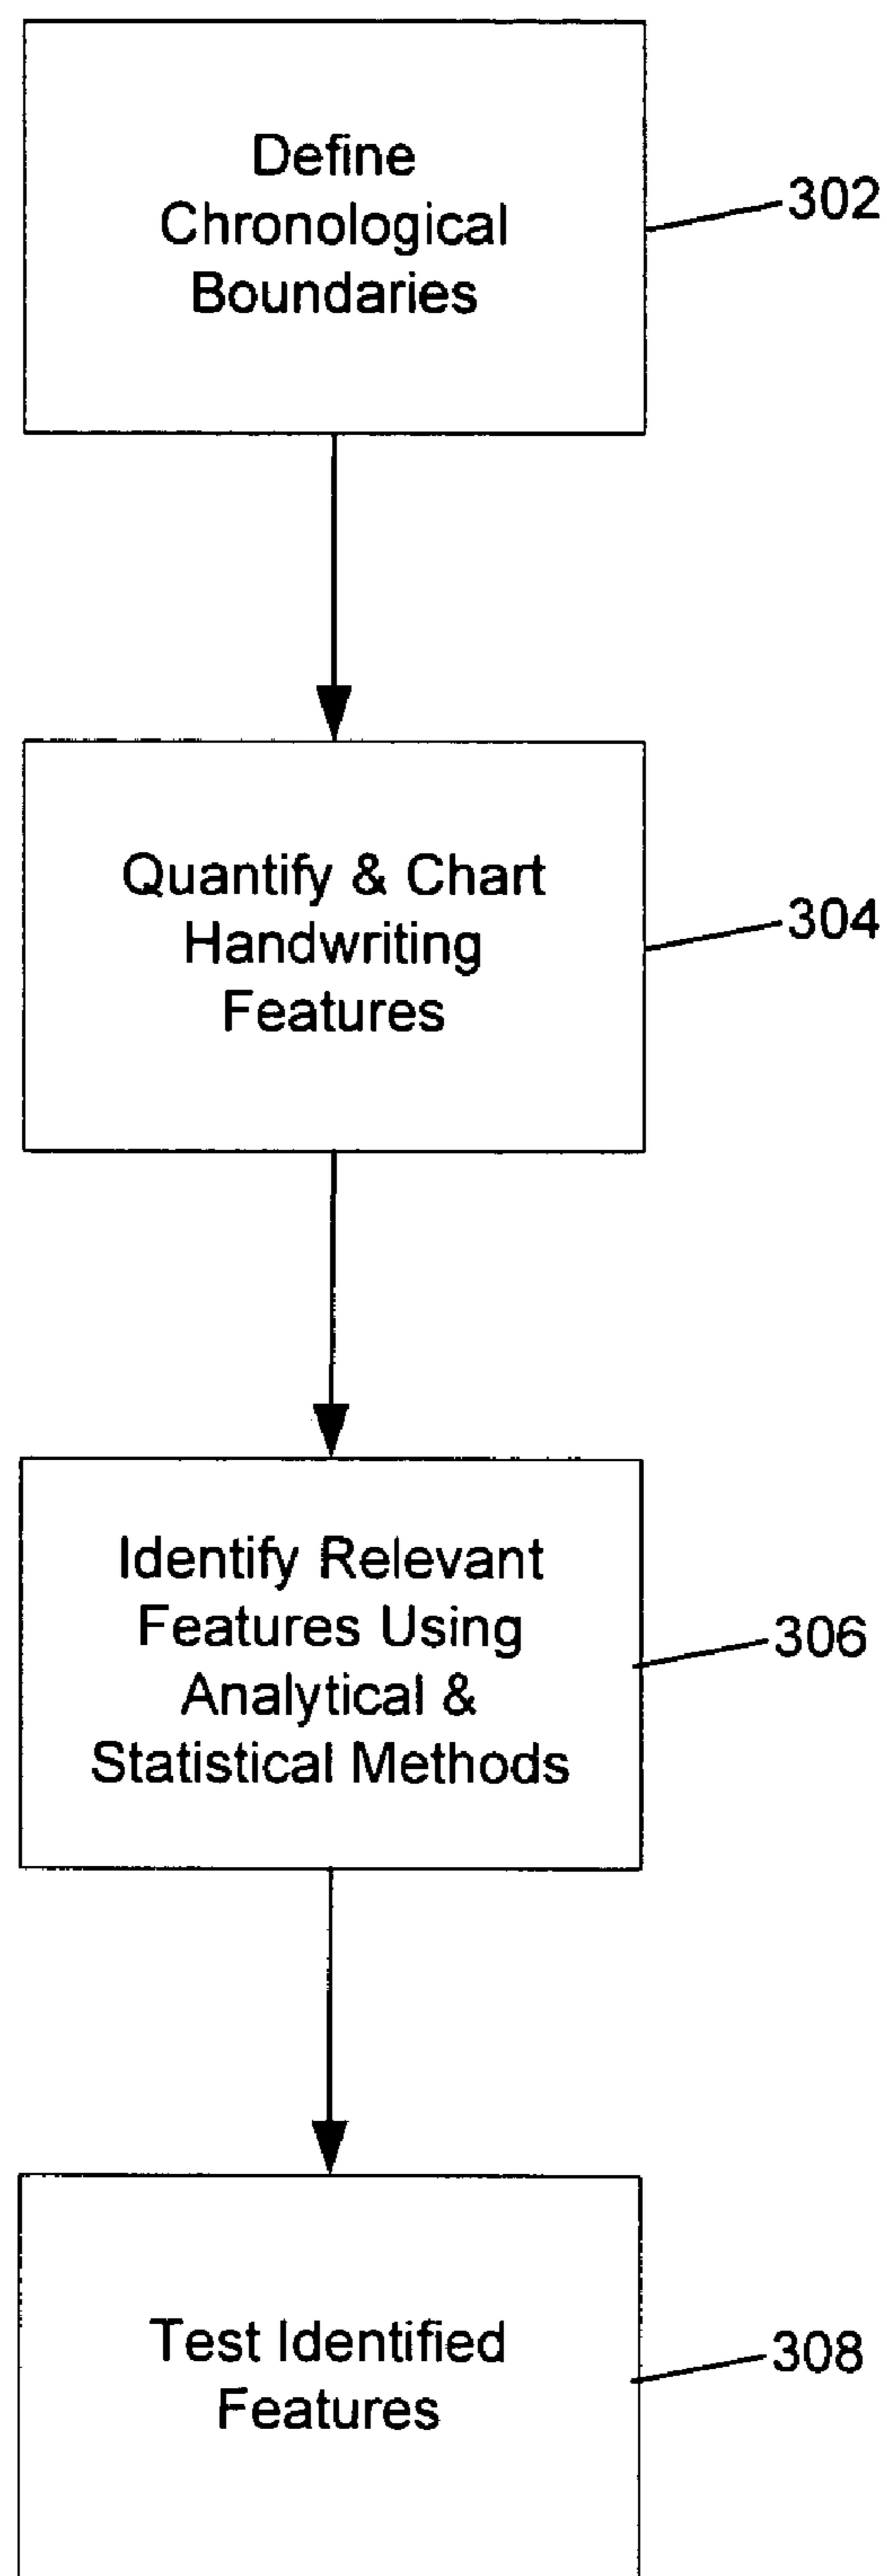 Define
Chronological
Boundaries
302
Quantify & Chart
Handwriting
Features
304
Identify Relevant
Features Using
Analytical &
Statistical Methods
306
Test Identified
Features
308